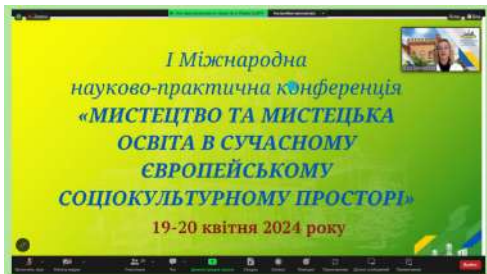 І Міжнародна
науково-практична конференція
«МИСТЕЦТВО ТА МИСТЕЦЬКА
ОСВІТА В СУЧАСНОМУ
ЄВРОПЕЙСЬКОМУ
СОЦІОКУЛЬТУРНОМУ ПРОСТОРІ»
19-20 квітня 2024 року